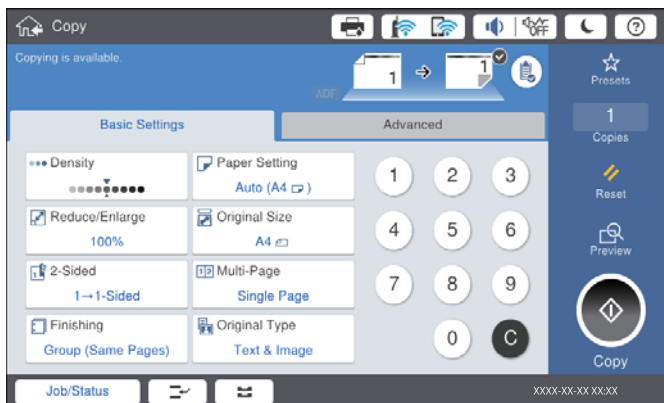 Copy
OFF
?
Copying is available.
ADF
1
1
Presets
Basic Settings
Advanced
1
Copies
Density
Paper Setting
Auto (A4 )
1
2
3
Reset
Reduce/Enlarge
100%
Original Size
A4
4
5
6
Preview
2-Sided
1→1-Sided
Multi-Page
Single Page
7
8
9
Finishing
Group (Same Pages)
Original Type
Text & Image
0
C
Copy
Job/Status
XXXX-XX-XX XX:XX